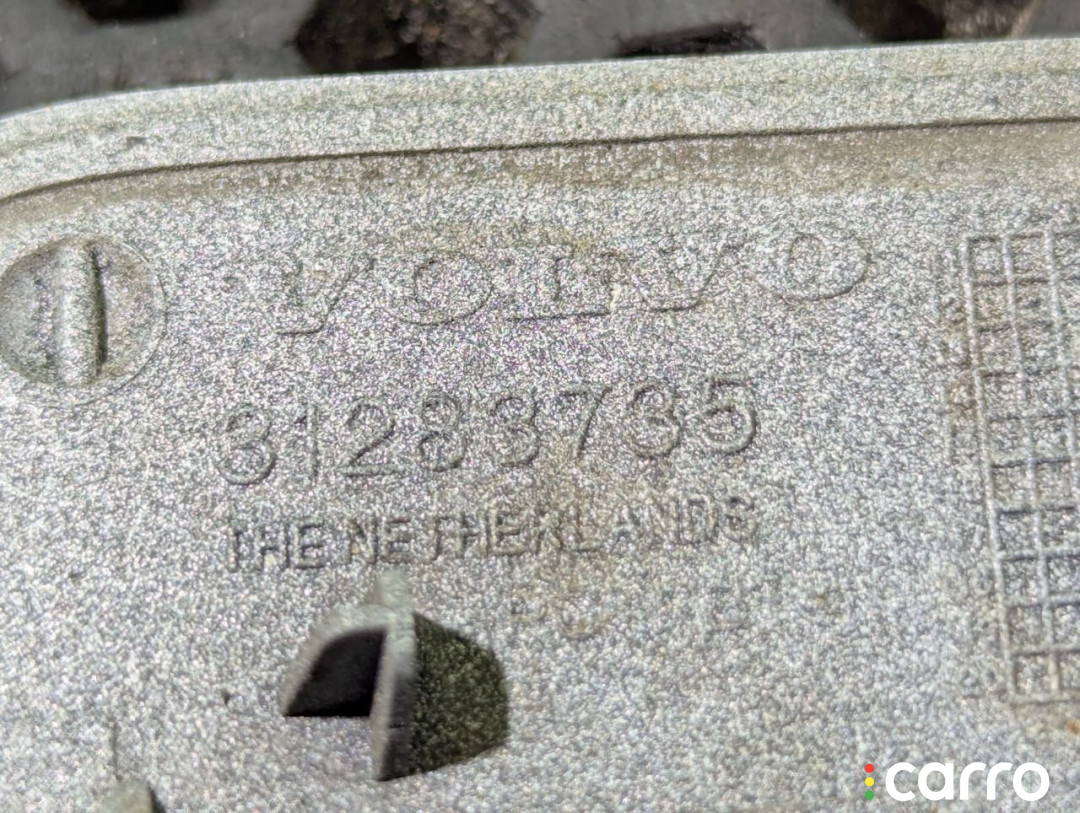 VOLVO
31283735
THE NETHERLANDS
carro